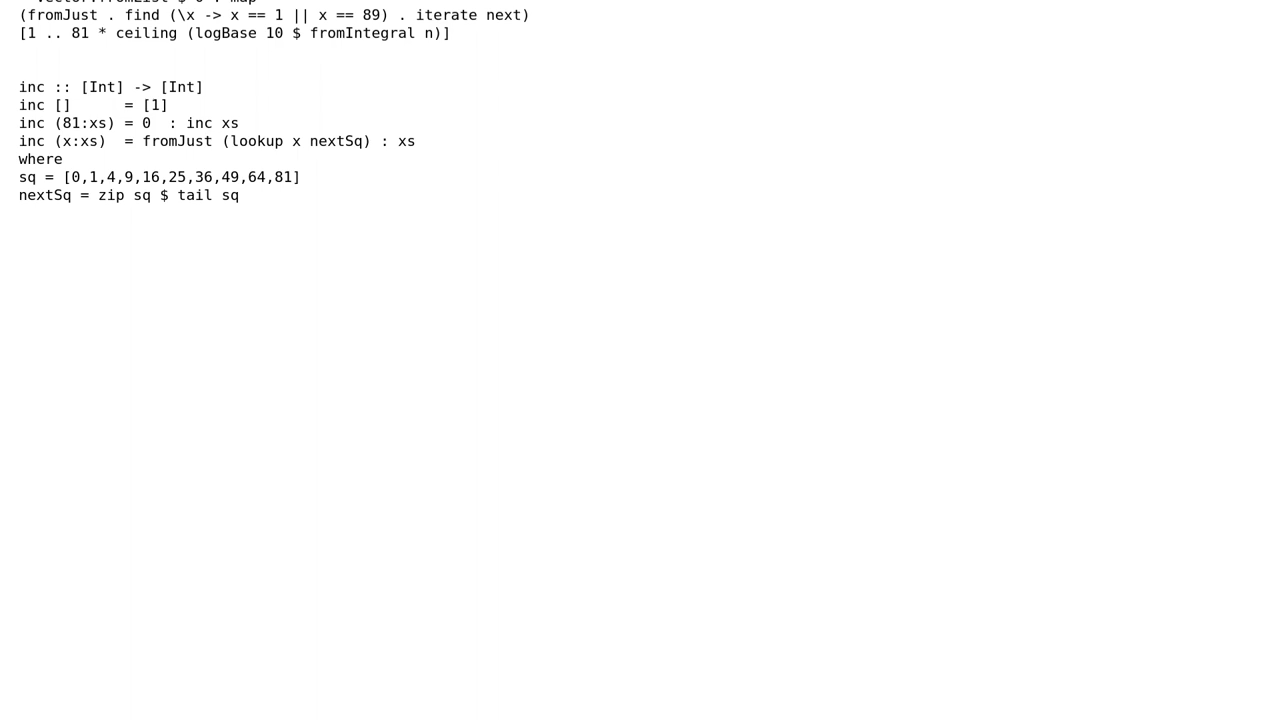 (fromJust . find (\x -> x == 1 || x == 89) . iterate next)
[1 .. 81 * ceiling (logBase 10 $ fromIntegral n)]
inc :: [Int] -> [Int]
inc []      = [1]
inc (81:xs) = 0  : inc xs
inc (x:xs)  = fromJust (lookup x nextSq) : xs
where
sq = [0,1,4,9,16,25,36,49,64,81]
nextSq = zip sq $ tail sq